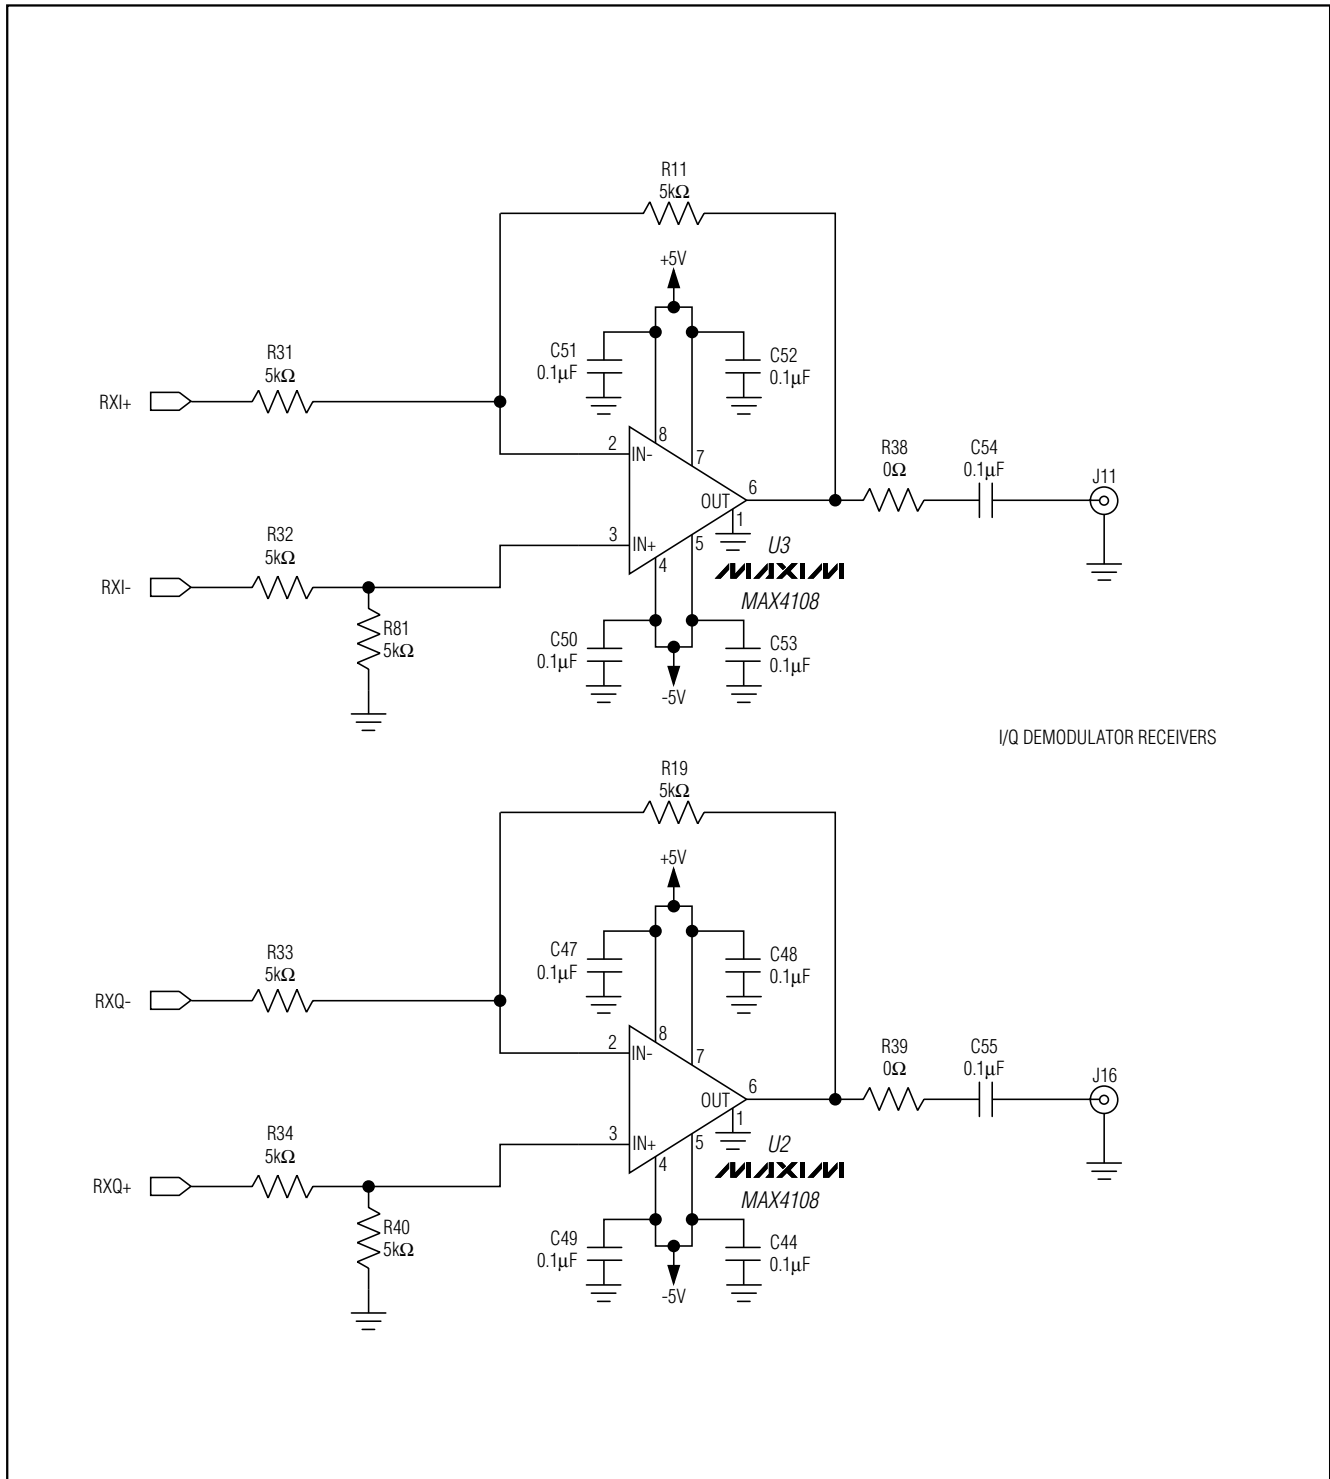 R11
5kΩ
+5V
C51
0.1µF
C52
0.1µF
R31
5kΩ
RXI+
8
7
2
IN-
R38
0Ω
C54
0.1µF
J11
6
OUT
1
R32
5kΩ
3
IN+
5
4
U3
MAXIM
MAX4108
RXI-
R81
5kΩ
C50
0.1µF
C53
0.1µF
-5V
I/Q DEMODULATOR RECEIVERS
R19
5kΩ
+5V
C47
0.1µF
C48
0.1µF
R33
5kΩ
RXQ-
8
7
2
IN-
R39
0Ω
C55
0.1µF
J16
6
OUT
1
R34
5kΩ
3
IN+
5
4
U2
MAXIM
MAX4108
RXQ+
R40
5kΩ
C49
0.1µF
C44
0.1µF
-5V